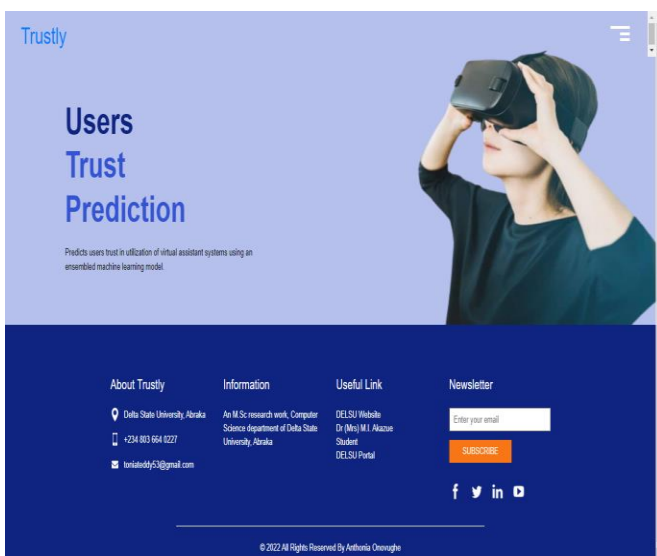 Trustly
Users
Trust
Prediction
Predicts users trust in utilization of virtual assistant systems using an
ensembled machine learning model.
About Trustly
Delta State University, Abraka
+234 803 664 0227
toniateddy53@gmail.com
Information
An M.Sc research work, Computer
Science department of Delta State
University, Abraka
Useful Link
DELSU Website
Dr (Mrs) M.I. Akazue
Student
DELSU Portal
Newsletter
Enter your email
SUBSCRIBE
© 2022 All Rights Reserved By Anthonia Onovughe